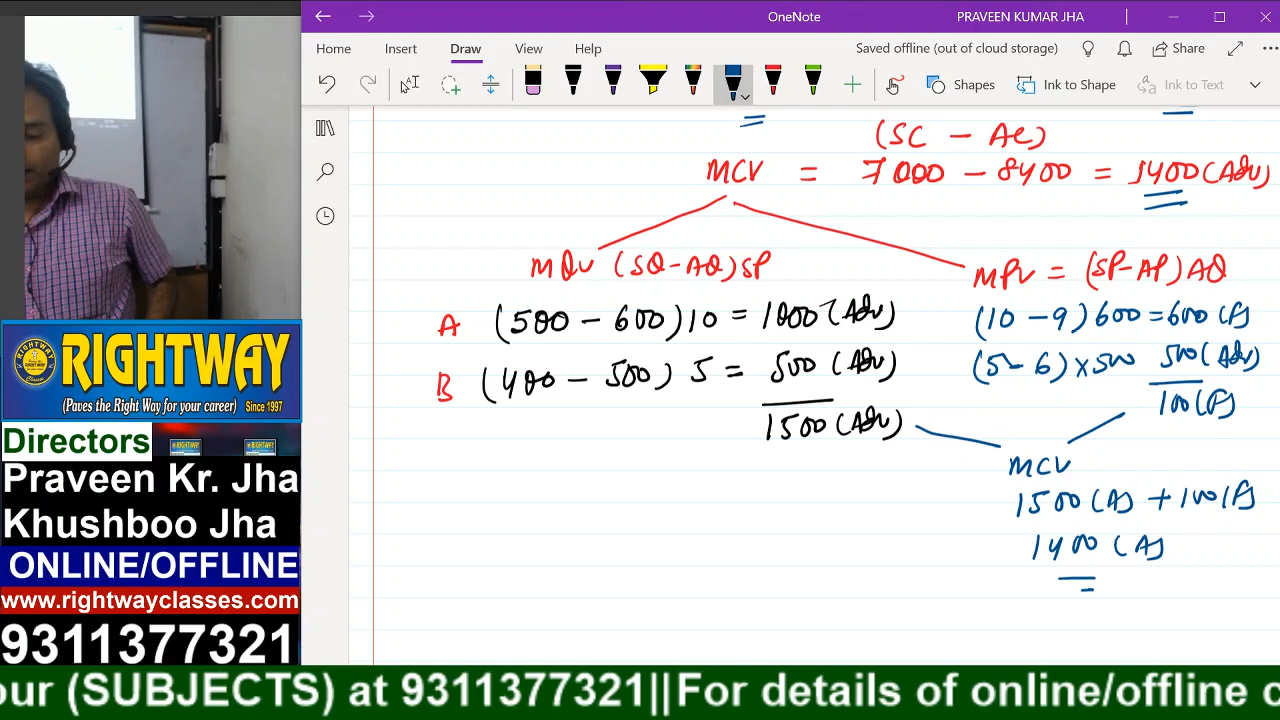 OneNote
PRAVEEN KUMAR JHA
Home Insert Draw View Help
Saved offline (out of cloud storage)
Share
Shapes
Ink to Shape
Ink to Text
(SC - AC)
MCV = 7000 - 8400 = 1400 (Adv)
MQV (SQ-AQ)SP
MPV = (SP-AP) AQ
A (500 - 600) 10 = 1000 (Adv)
(10 - 9) 600 = 600 (F)
B (400 - 500) 5 = 500 (Adv)
(5 - 6) x 500 500 (Adv)
1500 (Adv)
100 (F)
MCV
1500 (A) + 100 (F)
1400 (A)
RIGHTWAY
(Paves the Right Way for your career) Since 1997
Directors
Praveen Kr. Jha
Khushboo Jha
ONLINE/OFFLINE
www.rightwayclasses.com
9311377321
our (SUBJECTS) at 9311377321||For details of online/offline c